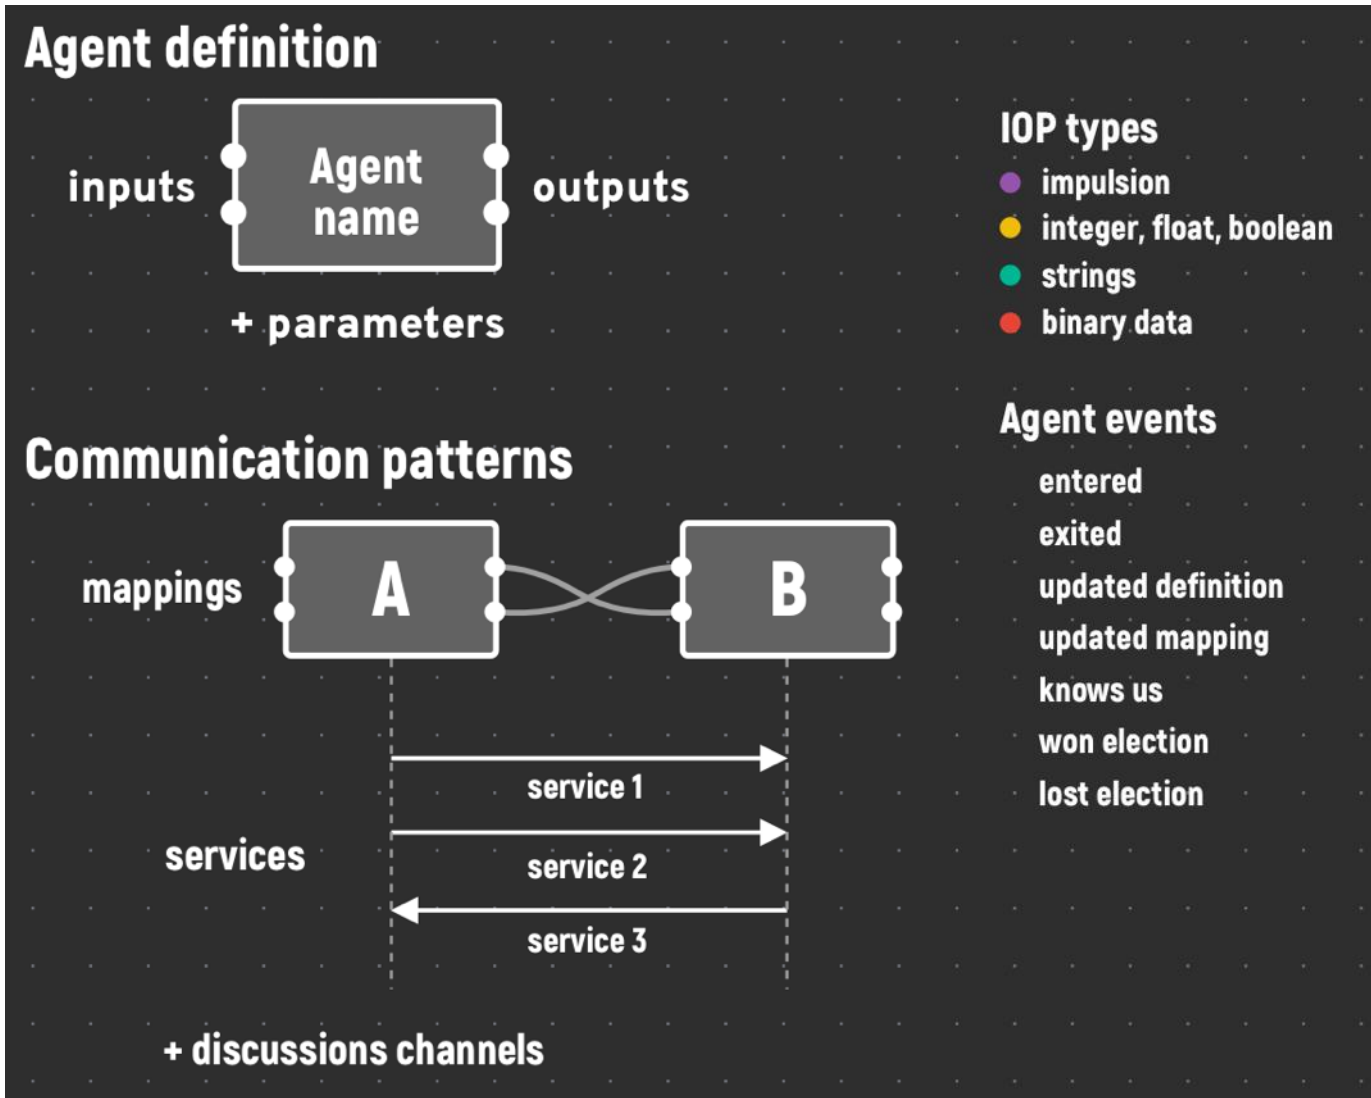 Agent definition
inputs
Agent
name
outputs
+ parameters
IOP types
impulsion
integer, float, boolean
strings
binary data
Agent events
entered
exited
updated definition
updated mapping
knows us
won election
lost election
Communication patterns
mappings
A
B
services
service 1
service 2
service 3
+ discussions channels